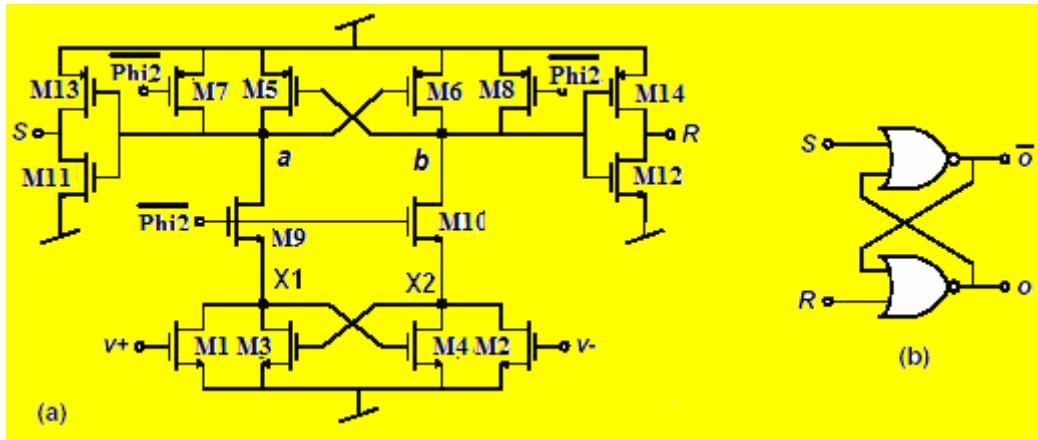 Phi2 Phi2
M13 M7 M5 M6 M8 M14
S R
a b
M11 M12
Phi2 M9 M10
X1 X2
v+ M1 M3 M4 M2 v-
(a)
S o
R o
(b)